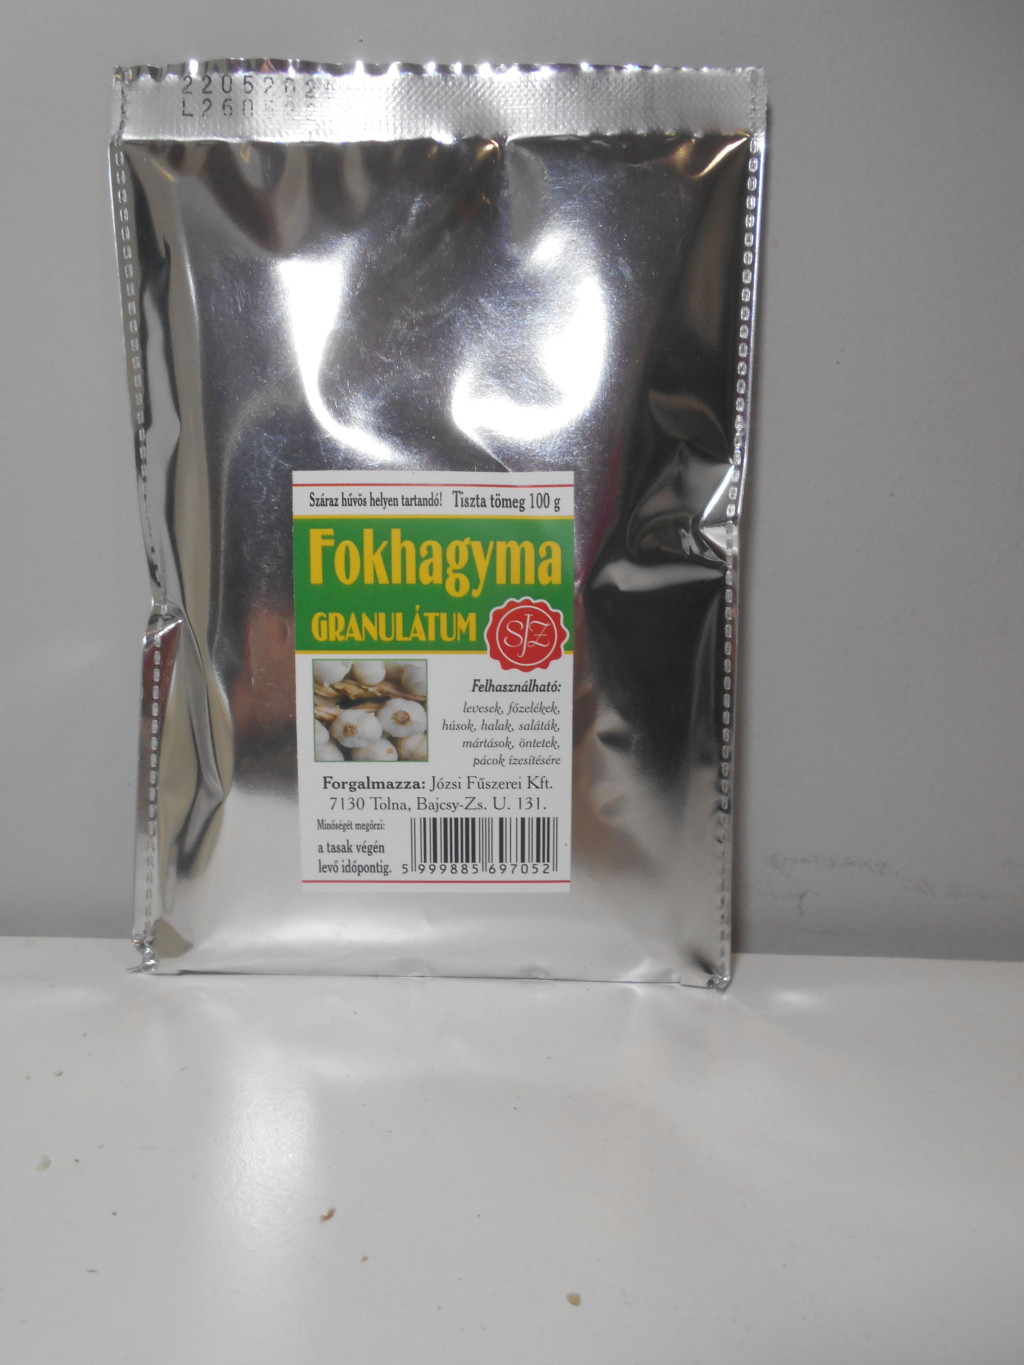 Száraz hűvös helyen tartandó! Tiszta tömeg 100 g
Fokhagyma
GRANULÁTUM
SJZ
Felhasználható:
levesek, főzelékek,
húsok, halak, saláták,
mártások, öntetek,
pácok ízesítésére
Forgalmazza: Józsi Fűszerei Kft.
7130 Tolna, Bajcsy-Zs. U. 131.
Minőségét megőrzi:
a tasak végén
levő időpontig.
5 999885 697052